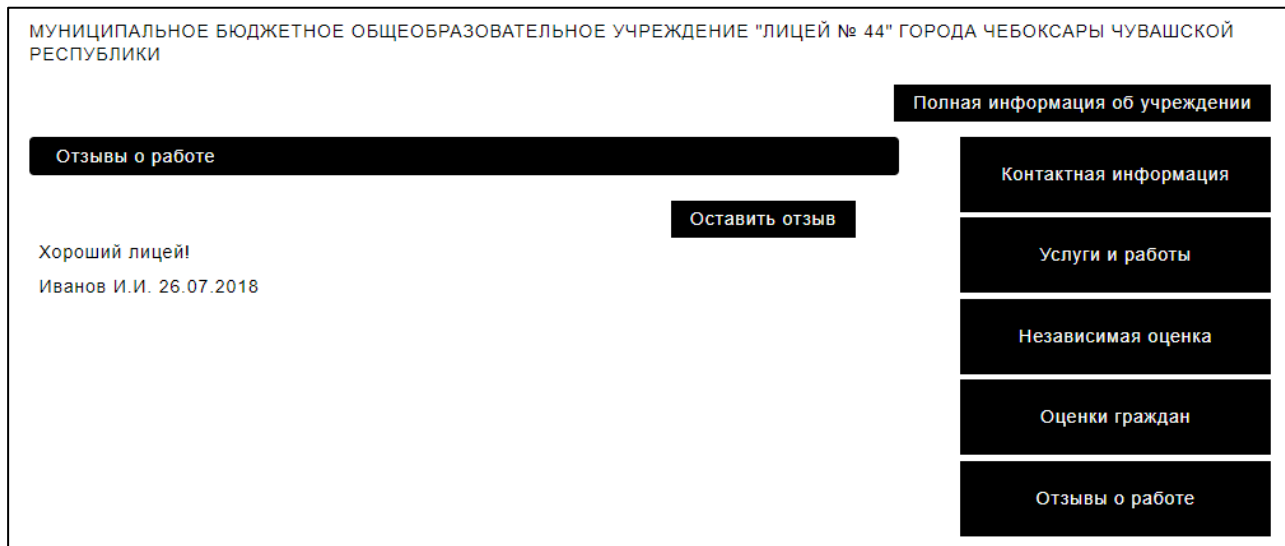 МУНИЦИПАЛЬНОЕ БЮДЖЕТНОЕ ОБЩЕОБРАЗОВАТЕЛЬНОЕ УЧРЕЖДЕНИЕ "ЛИЦЕЙ № 44" ГОРОДА ЧЕБОКСАРЫ ЧУВАШСКОЙ
РЕСПУБЛИКИ
Полная информация об учреждении
Отзывы о работе
Оставить отзыв
Хороший лицей!
Иванов И.И. 26.07.2018
Контактная информация
Услуги и работы
Независимая оценка
Оценки граждан
Отзывы о работе